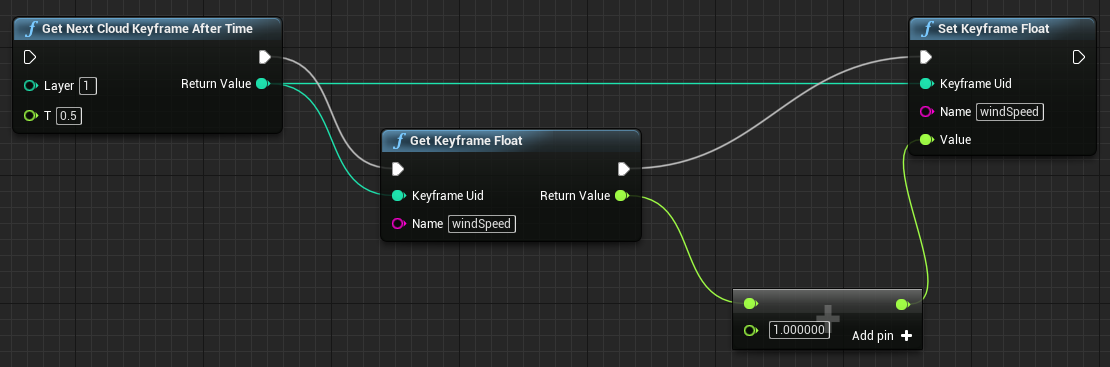 Get Next Cloud Keyframe After Time
Layer 1
Return Value
T 0.5
Get Keyframe Float
Keyframe Uid
Return Value
Name windSpeed
Set Keyframe Float
Keyframe Uid
Name windSpeed
Value
1.000000
Add pin